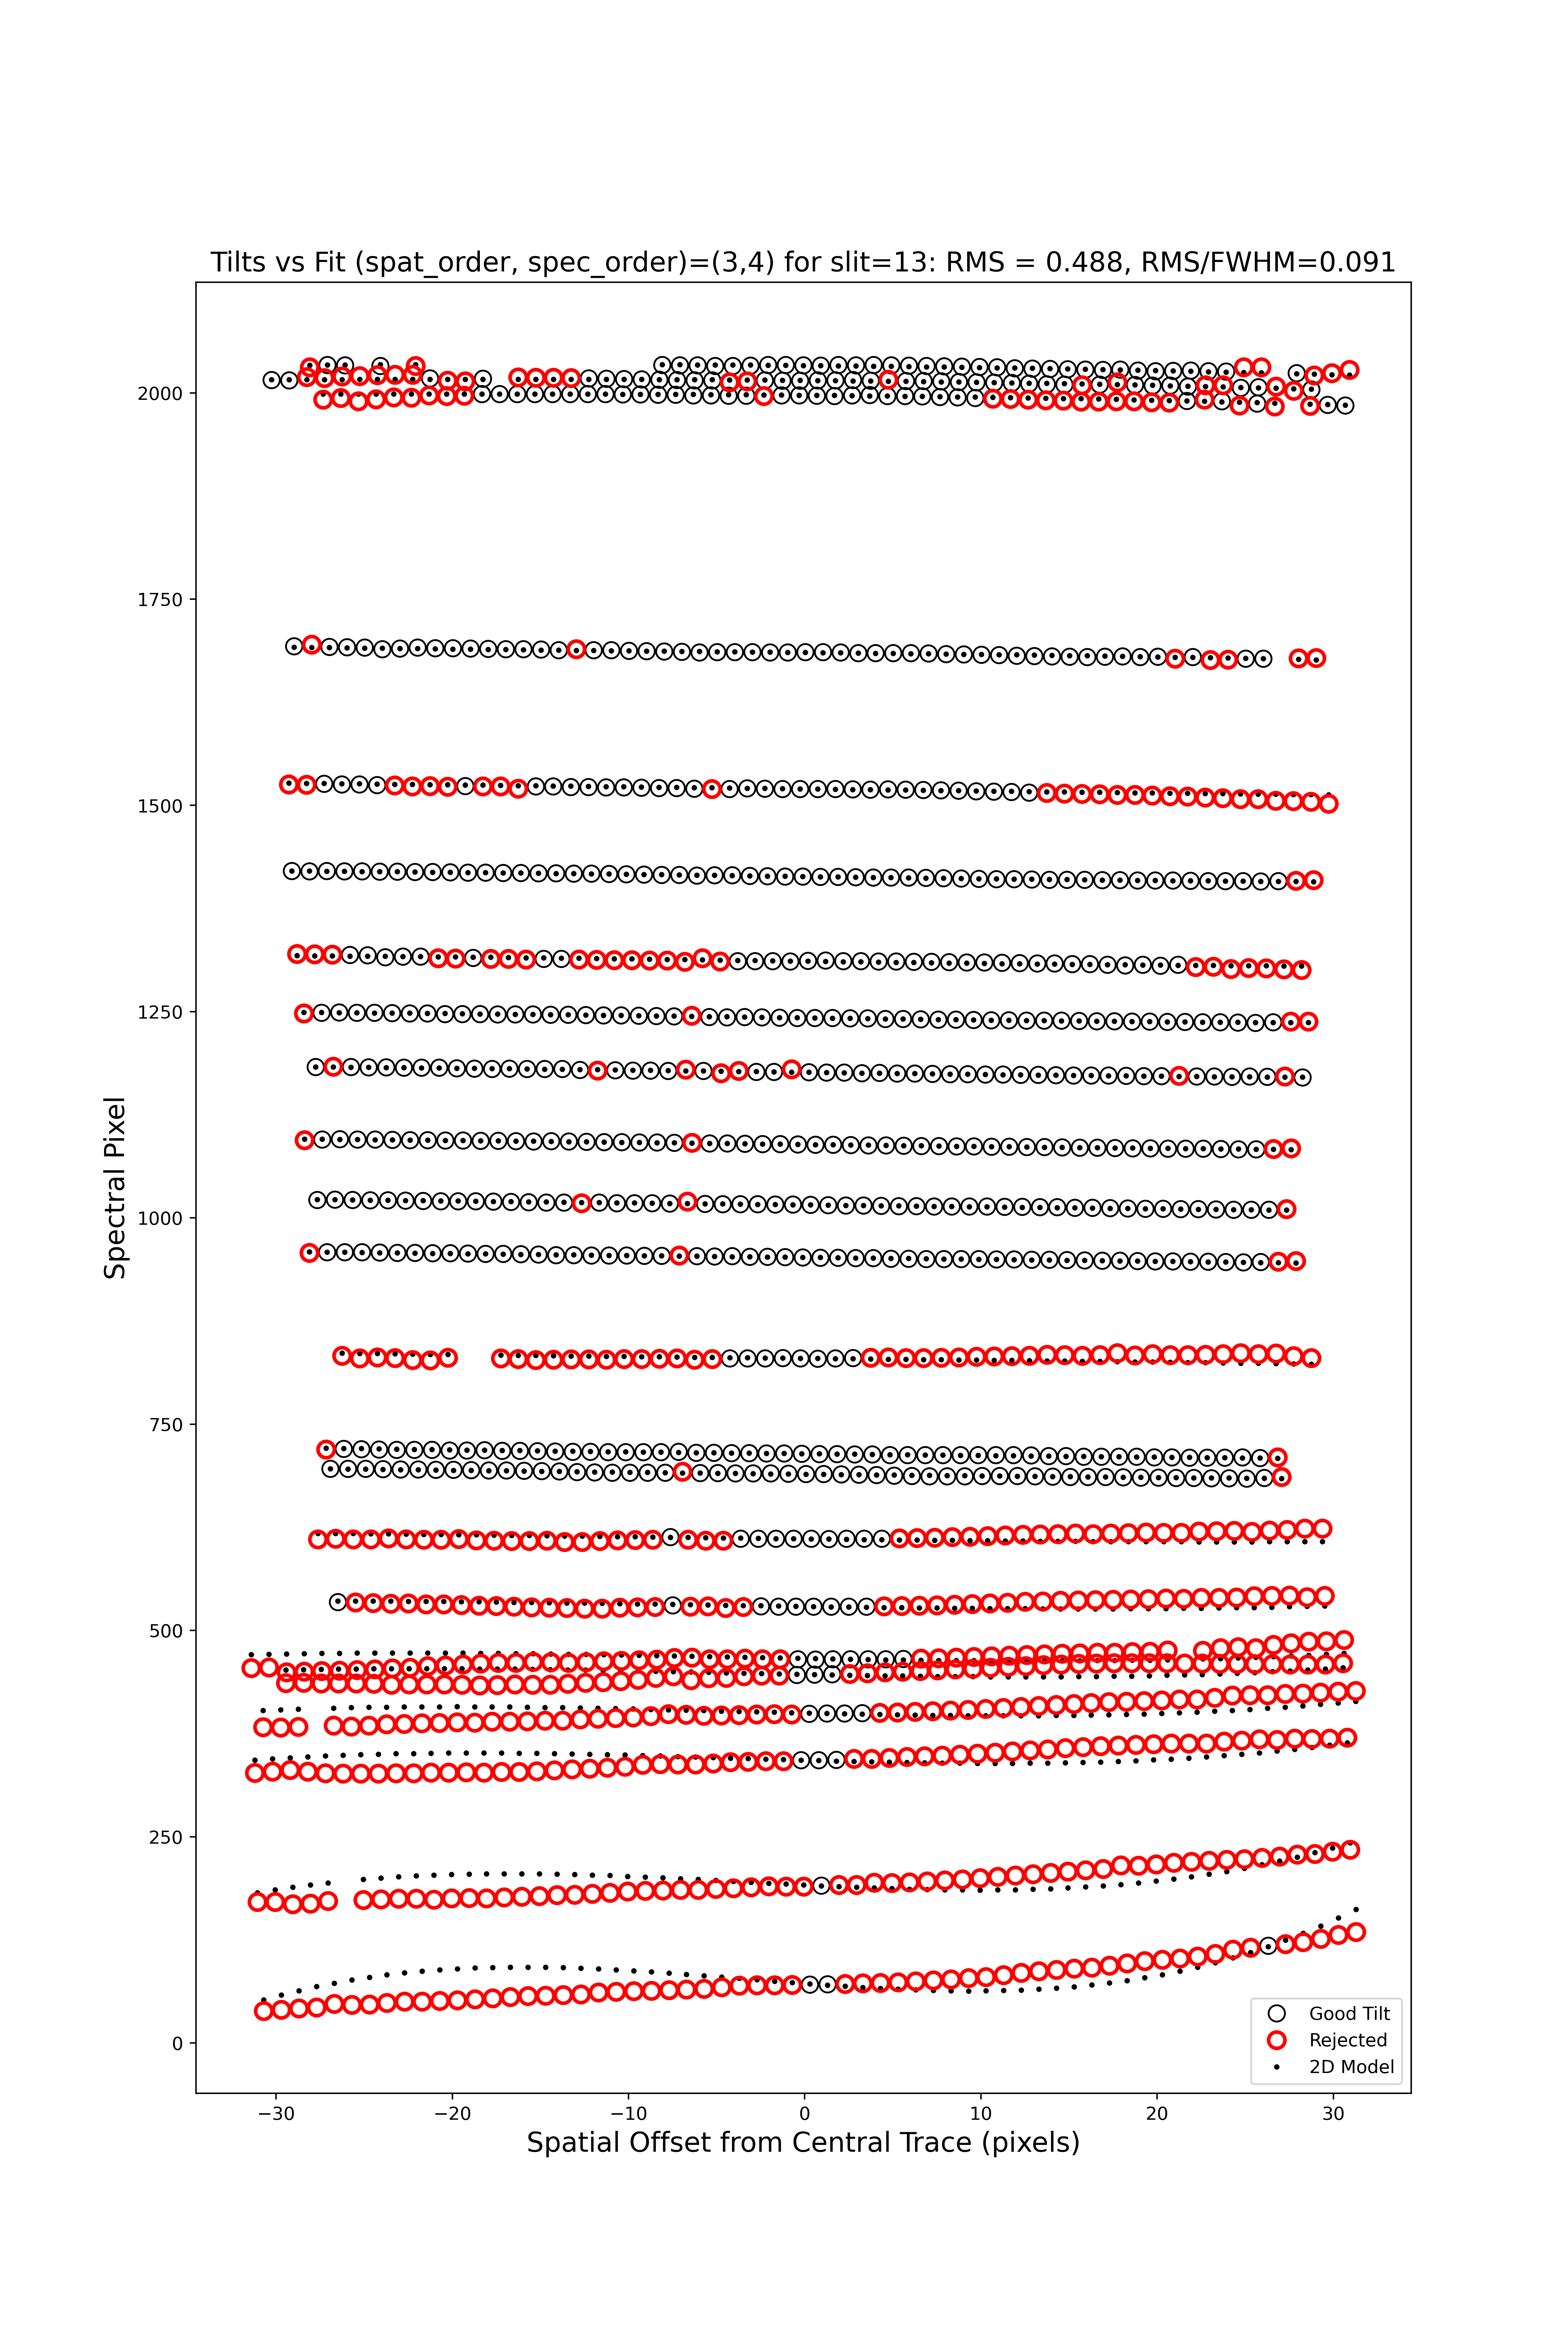 Tilts vs Fit (spat_order, spec_order)=(3,4) for slit=13: RMS = 0.488, RMS/FWHM=0.091
2000
1750
1500
1250
1000
750
500
250
0
Spectral Pixel
Good Tilt
Rejected
2D Model
−30 −20 −10 0 10 20 30
Spatial Offset from Central Trace (pixels)